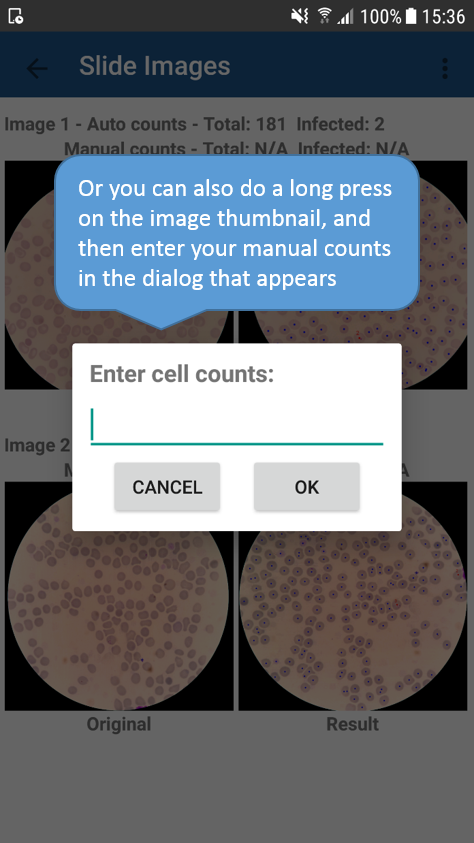 100% 15:36
Slide Images
Image 1 - Auto counts - Total: 181 Infected: 2
Manual counts - Total: N/A Infected: N/A
Or you can also do a long press
on the image thumbnail, and
then enter your manual counts
in the dialog that appears
Enter cell counts:
Image 2
CANCEL OK
Original Result